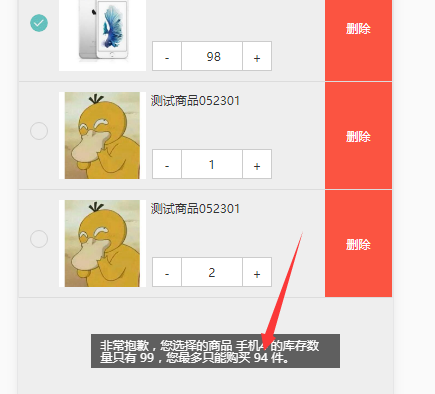 删除
- 98 +
测试商品052301
删除
- 1 +
测试商品052301
删除
- 2 +
非常抱歉，您选择的商品 手机 的库存数
量只有 99，您最多只能购买 94 件。